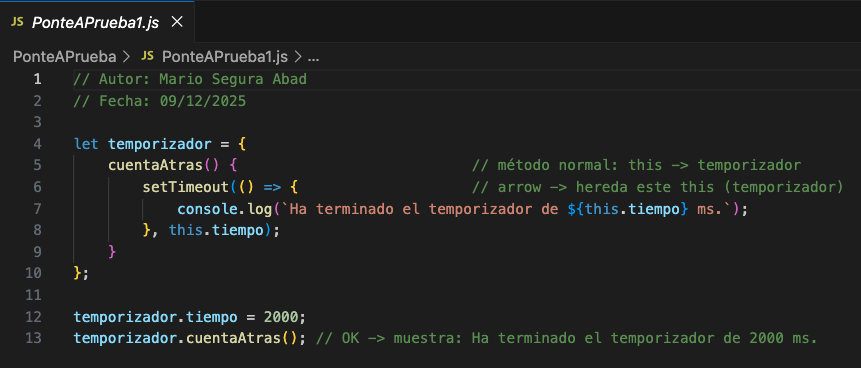 JS PonteAPrueba1.js ×
PonteAPrueba > JS PonteAPrueba1.js > ...
1 // Autor: Mario Segura Abad
2 // Fecha: 09/12/2025
3
4 let temporizador = {
5     cuentaAtras() {                           // método normal: this -> temporizador
6         setTimeout(() => {                    // arrow -> hereda este this (temporizador)
7             console.log(`Ha terminado el temporizador de ${this.tiempo} ms.`);
8         }, this.tiempo);
9     }
10 };
11
12 temporizador.tiempo = 2000;
13 temporizador.cuentaAtras(); // OK -> muestra: Ha terminado el temporizador de 2000 ms.